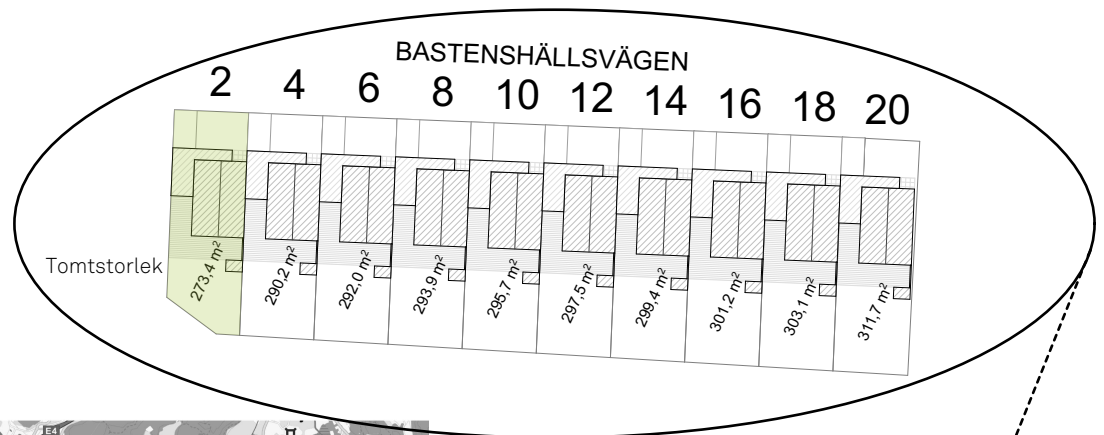 BASTENSHÄLLSVÄGEN
2 4 6 8 10 12 14 16 18 20
Tomtstorlek
273,4 m²
290,2 m²
292,0 m²
293,9 m²
295,7 m²
297,5 m²
299,4 m²
301,2 m²
303,1 m²
311,7 m²
E4